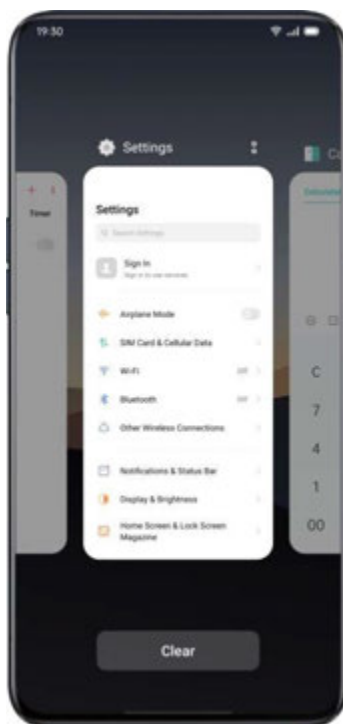 19:30
Settings
Co
Timer
Settings
Search Settings
Sign In
Sign in to use services
Airplane Mode
SIM Card & Cellular Data
Wi-Fi
Off
Bluetooth
Off
Other Wireless Connections
Notifications & Status Bar
Display & Brightness
Home Screen & Lock Screen
Magazine
Calculator
C
7
4
1
00
Clear